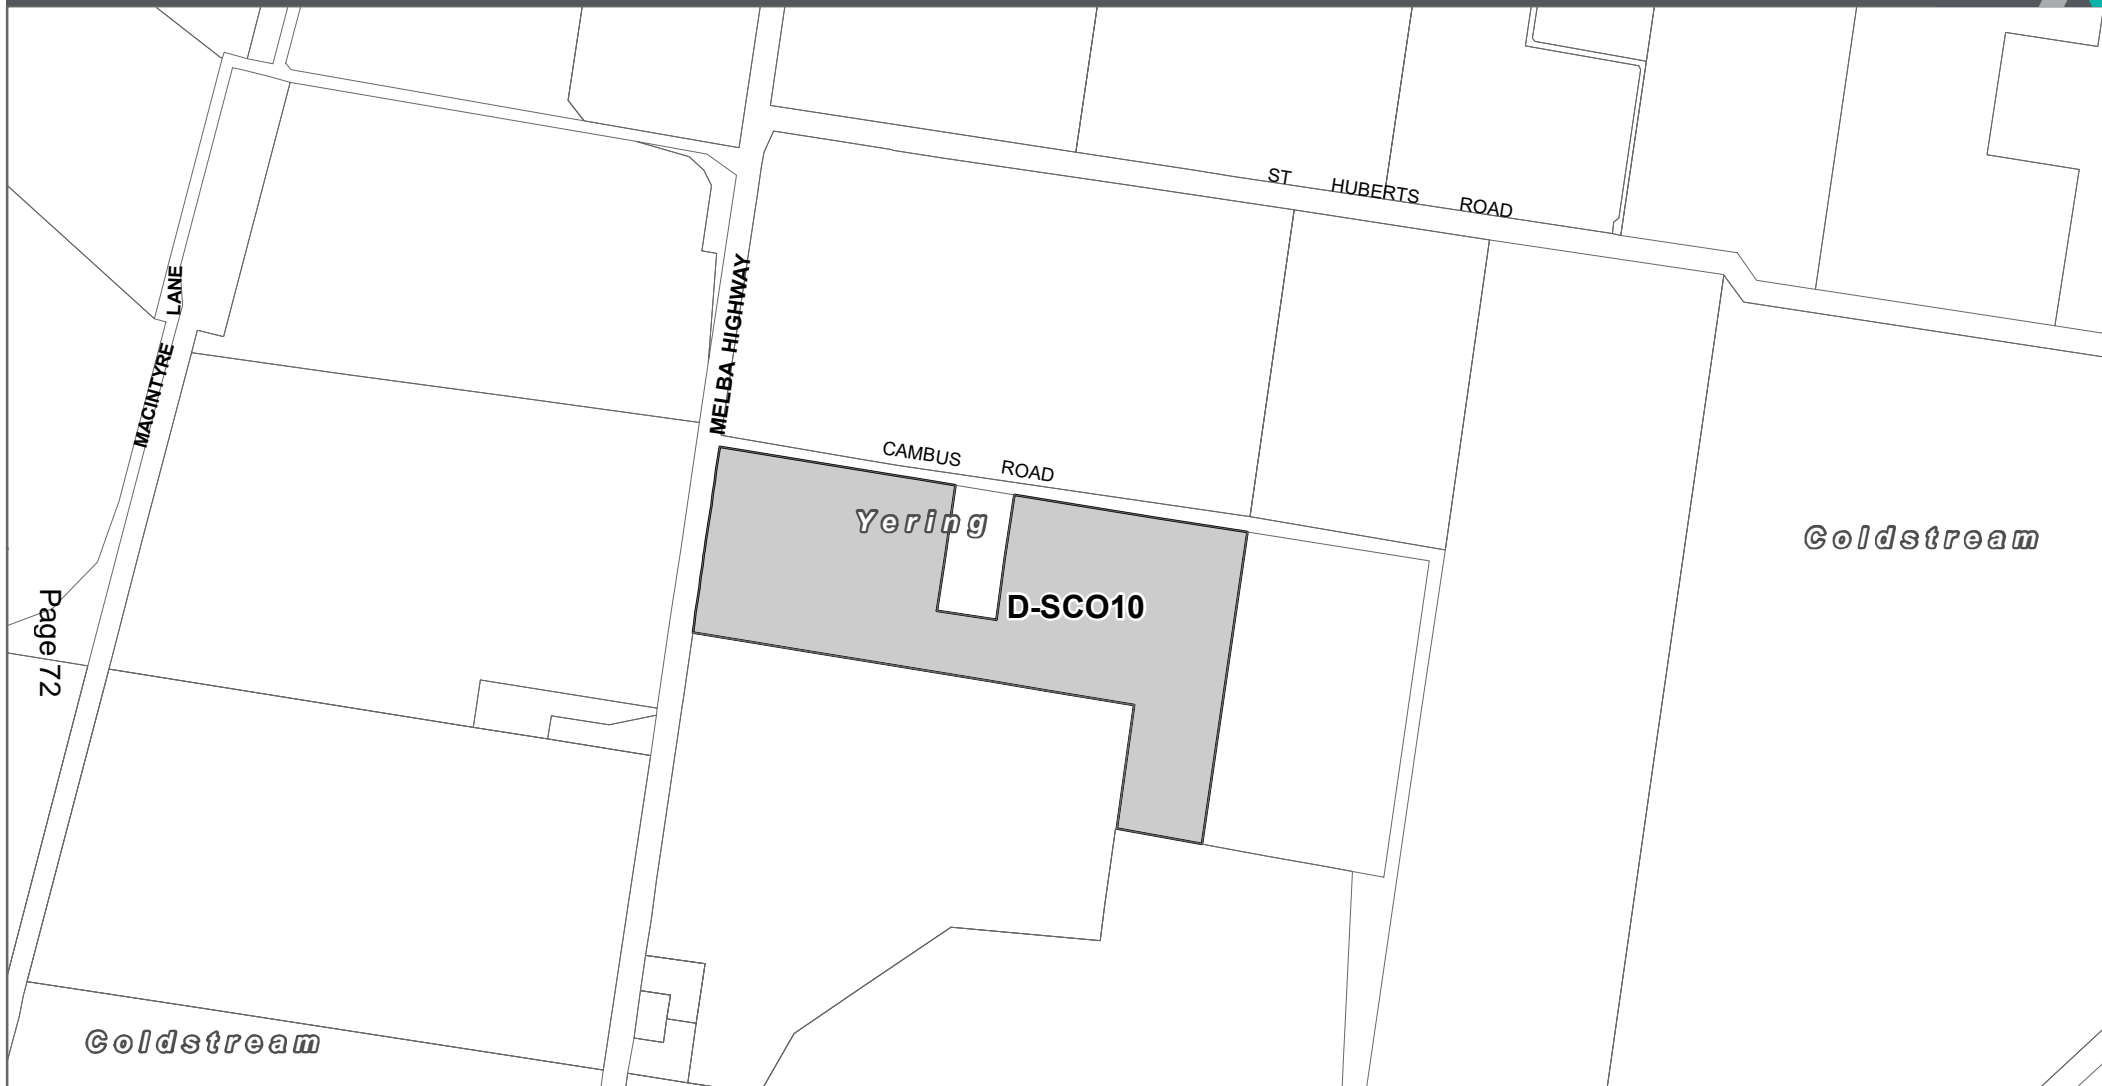 ST HUBERTS ROAD
MACINTYRE LANE
MELBA HIGHWAY
CAMBUS ROAD
Yering
Coldstream
D-SCO10
Page 72
Coldstream